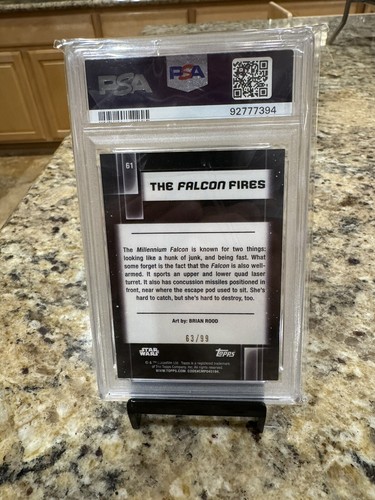 PSA
PSA
92777394
61
THE FALCON FIRES
The Millennium Falcon is known for two things:
looking like a hunk of junk, and being fast. What
some forget is the fact that the Falcon is also well-
armed. It sports an upper and lower quad laser
turret. It also has concussion missiles positioned in
front, near where the escape pod used to sit. She's
hard to catch, but she's hard to destroy, too.
Art by: BRIAN ROOD
63/99
STAR
WARS
TOPPS